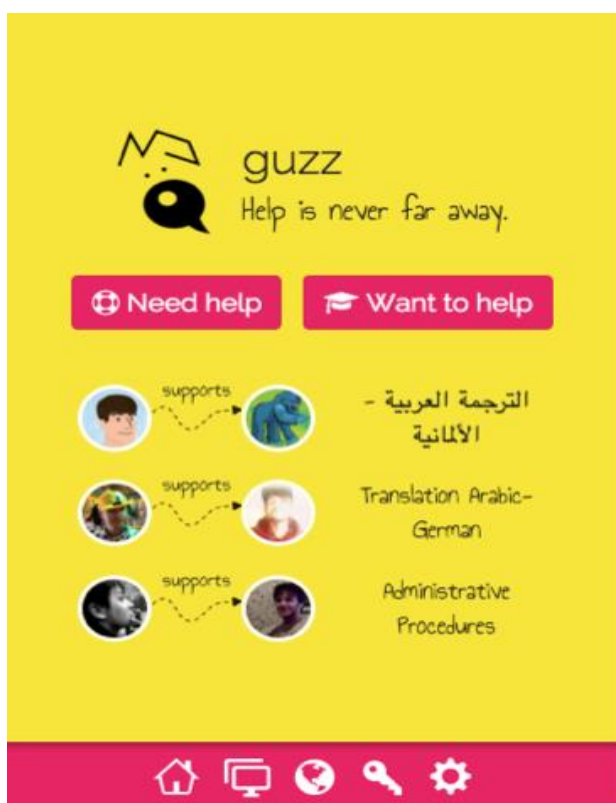 guzz
Help is never far away.
Need help
Want to help
supports
الترجمة العربية -
الألمانية
supports
Translation Arabic-
German
supports
Administrative
Procedures